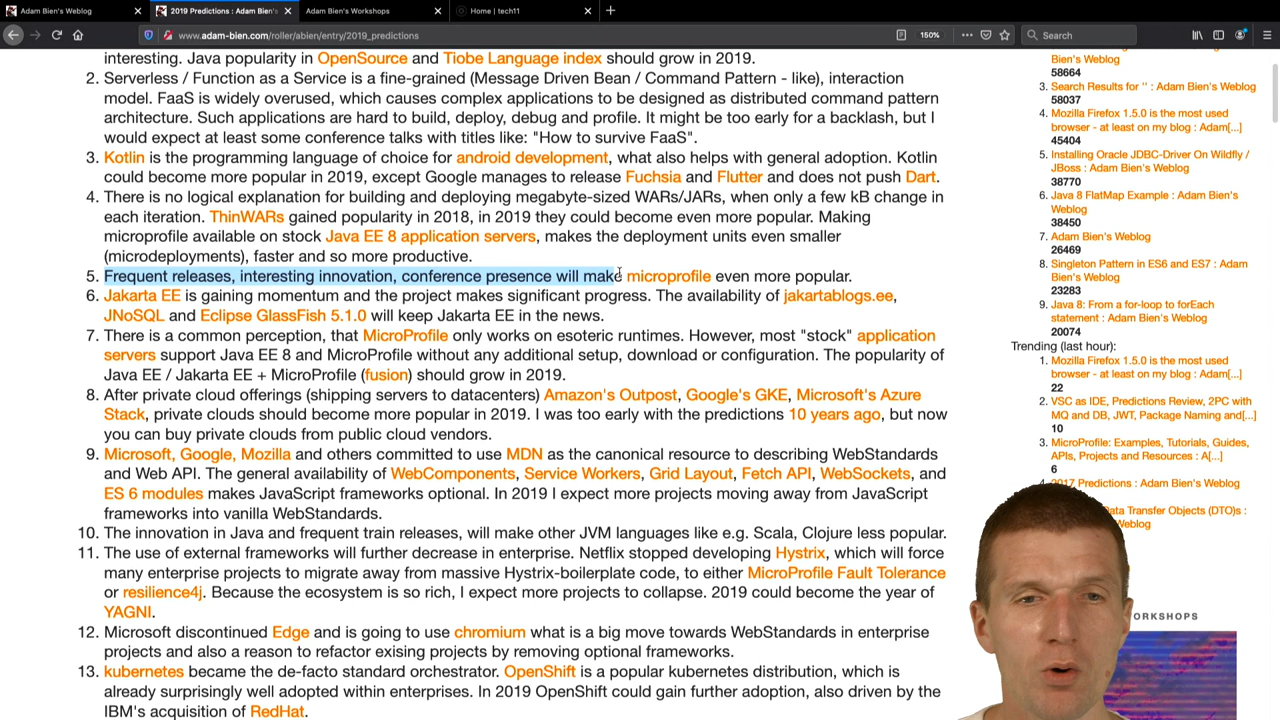 Adam Bien's Weblog
2019 Predictions : Adam Bien's
Adam Bien's Workshops
Home | tech11
www.adam-bien.com/roller/abien/entry/2019_predictions
150%
Search
interesting. Java popularity in OpenSource and Tiobe Language index should grow in 2019.
2. Serverless / Function as a Service is a fine-grained (Message Driven Bean / Command Pattern - like), interaction
model. FaaS is widely overused, which causes complex applications to be designed as distributed command pattern
architecture. Such applications are hard to build, deploy, debug and profile. It might be too early for a backlash, but I
would expect at least some conference talks with titles like: "How to survive FaaS".
3. Kotlin is the programming language of choice for android development, what also helps with general adoption. Kotlin
could become more popular in 2019, except Google manages to release Fuchsia and Flutter and does not push Dart.
4. There is no logical explanation for building and deploying megabyte-sized WARs/JARs, when only a few kB change in
each iteration. ThinWARs gained popularity in 2018, in 2019 they could become even more popular. Making
microprofile available on stock Java EE 8 application servers, makes the deployment units even smaller
(microdeployments), faster and so more productive.
5. Frequent releases, interesting innovation, conference presence will make microprofile even more popular.
6. Jakarta EE is gaining momentum and the project makes significant progress. The availability of jakartablogs.ee,
JNoSQL and Eclipse GlassFish 5.1.0 will keep Jakarta EE in the news.
7. There is a common perception, that MicroProfile only works on esoteric runtimes. However, most "stock" application
servers support Java EE 8 and MicroProfile without any additional setup, download or configuration. The popularity of
Java EE / Jakarta EE + MicroProfile (fusion) should grow in 2019.
8. After private cloud offerings (shipping servers to datacenters) Amazon's Outpost, Google's GKE, Microsoft's Azure
Stack, private clouds should become more popular in 2019. I was too early with the predictions 10 years ago, but now
you can buy private clouds from public cloud vendors.
9. Microsoft, Google, Mozilla and others committed to use MDN as the canonical resource to describing WebStandards
and Web API. The general availability of WebComponents, Service Workers, Grid Layout, Fetch API, WebSockets, and
ES 6 modules makes JavaScript frameworks optional. In 2019 I expect more projects moving away from JavaScript
frameworks into vanilla WebStandards.
10. The innovation in Java and frequent train releases, will make other JVM languages like e.g. Scala, Clojure less popular.
11. The use of external frameworks will further decrease in enterprise. Netflix stopped developing Hystrix, which will force
many enterprise projects to migrate away from massive Hystrix-boilerplate code, to either MicroProfile Fault Tolerance
or resilience4j. Because the ecosystem is so rich, I expect more projects to collapse. 2019 could become the year of
YAGNI.
12. Microsoft discontinued Edge and is going to use chromium what is a big move towards WebStandards in enterprise
projects and also a reason to refactor exising projects by removing optional frameworks.
13. kubernetes became the de-facto standard orchestrator. OpenShift is a popular kubernetes distribution, which is
already surprisingly well adopted within enterprises. In 2019 OpenShift could gain further adoption, also driven by the
IBM's acquisition of RedHat.
Bien's Weblog
58664
3. Search Results for '' : Adam Bien's Weblog
58037
4. Mozilla Firefox 1.5.0 is the most used
browser - at least on my blog : Adam[...]
45404
5. Installing Oracle JDBC-Driver On Wildfly /
JBoss : Adam Bien's Weblog
38770
6. Java 8 FlatMap Example : Adam Bien's
Weblog
38450
7. Adam Bien's Weblog
26469
8. Singleton Pattern in ES6 and ES7 : Adam
Bien's Weblog
23283
9. Java 8: From a for-loop to forEach
statement : Adam Bien's Weblog
20074
Trending (last hour):
1. Mozilla Firefox 1.5.0 is the most used
browser - at least on my blog : Adam[...]
22
2. VSC as IDE, Predictions Review, 2PC with
MQ and DB, JWT, Package Naming and[...]
10
3. MicroProfile: Examples, Tutorials, Guides,
APIs, Projects and Resources : A[...]
6
2017 Predictions : Adam Bien's Weblog
Data Transfer Objects (DTO)s :
Weblog
ORKSHOPS